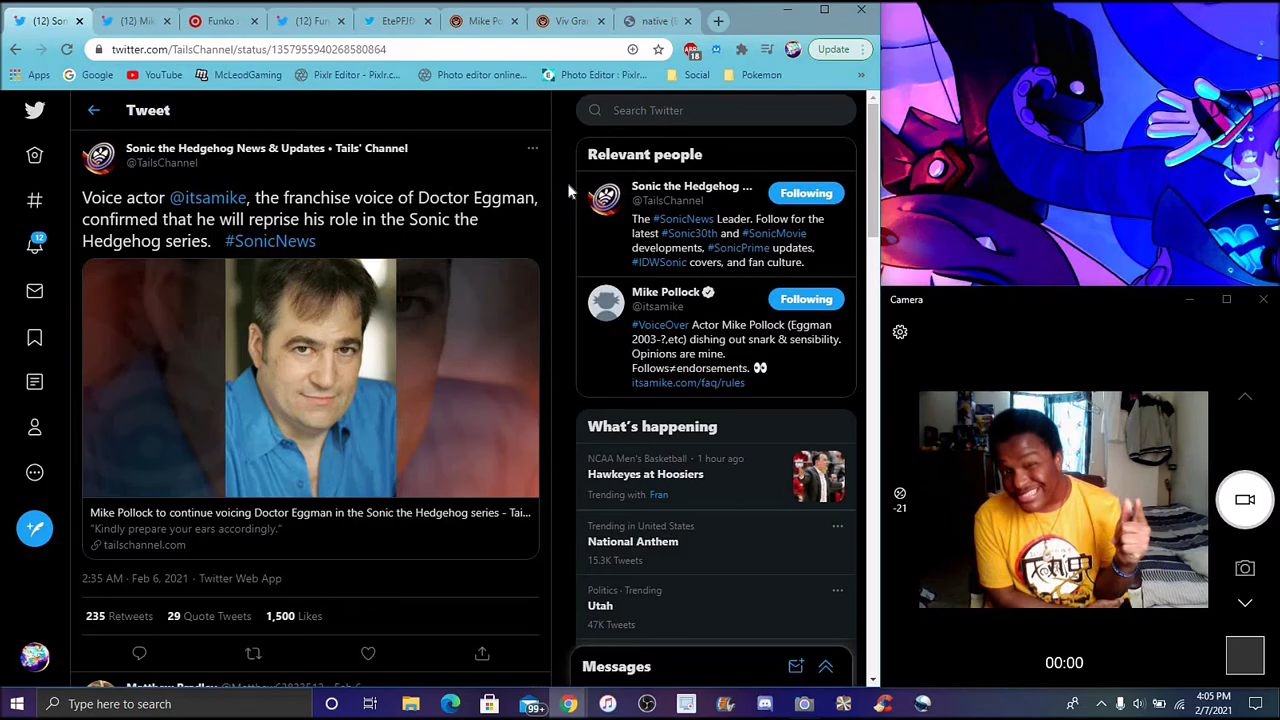 (12) Sor
(12) Mik
Funko
(12) Fun
EtePFJE
Mike Po
Viv Gra
native (E
twitter.com/TailsChannel/status/1357955940268580864
18
Update
Apps
Google
YouTube
McLeodGaming
Pixlr Editor - Pixlr.c...
Photo editor online...
Photo Editor : Pixlr...
Social
Pokemon
Tweet
Sonic the Hedgehog News & Updates • Tails' Channel
@TailsChannel
Voice actor @itsamike, the franchise voice of Doctor Eggman,
confirmed that he will reprise his role in the Sonic the
Hedgehog series. #SonicNews
Mike Pollock to continue voicing Doctor Eggman in the Sonic the Hedgehog series - Tai...
"Kindly prepare your ears accordingly."
tailschannel.com
2:35 AM · Feb 6, 2021 · Twitter Web App
235 Retweets 29 Quote Tweets 1,500 Likes
12
Search Twitter
Relevant people
Sonic the Hedgehog ...
@TailsChannel
Following
The #SonicNews Leader. Follow for the
latest #Sonic30th and #SonicMovie
developments, #SonicPrime updates,
#IDWSonic covers, and fan culture.
Mike Pollock
@itsamike
Following
#VoiceOver Actor Mike Pollock (Eggman
2003-?,etc) dishing out snark & sensibility.
Opinions are mine.
Follows≠endorsements.
itsamike.com/faq/rules
What's happening
NCAA Men's Basketball · 1 hour ago
Hawkeyes at Hoosiers
Trending with Fran
Trending in United States
National Anthem
15.3K Tweets
Politics · Trending
Utah
47K Tweets
Messages
Camera
-21
00:00
Type here to search
99+
4:05 PM
2/7/2021